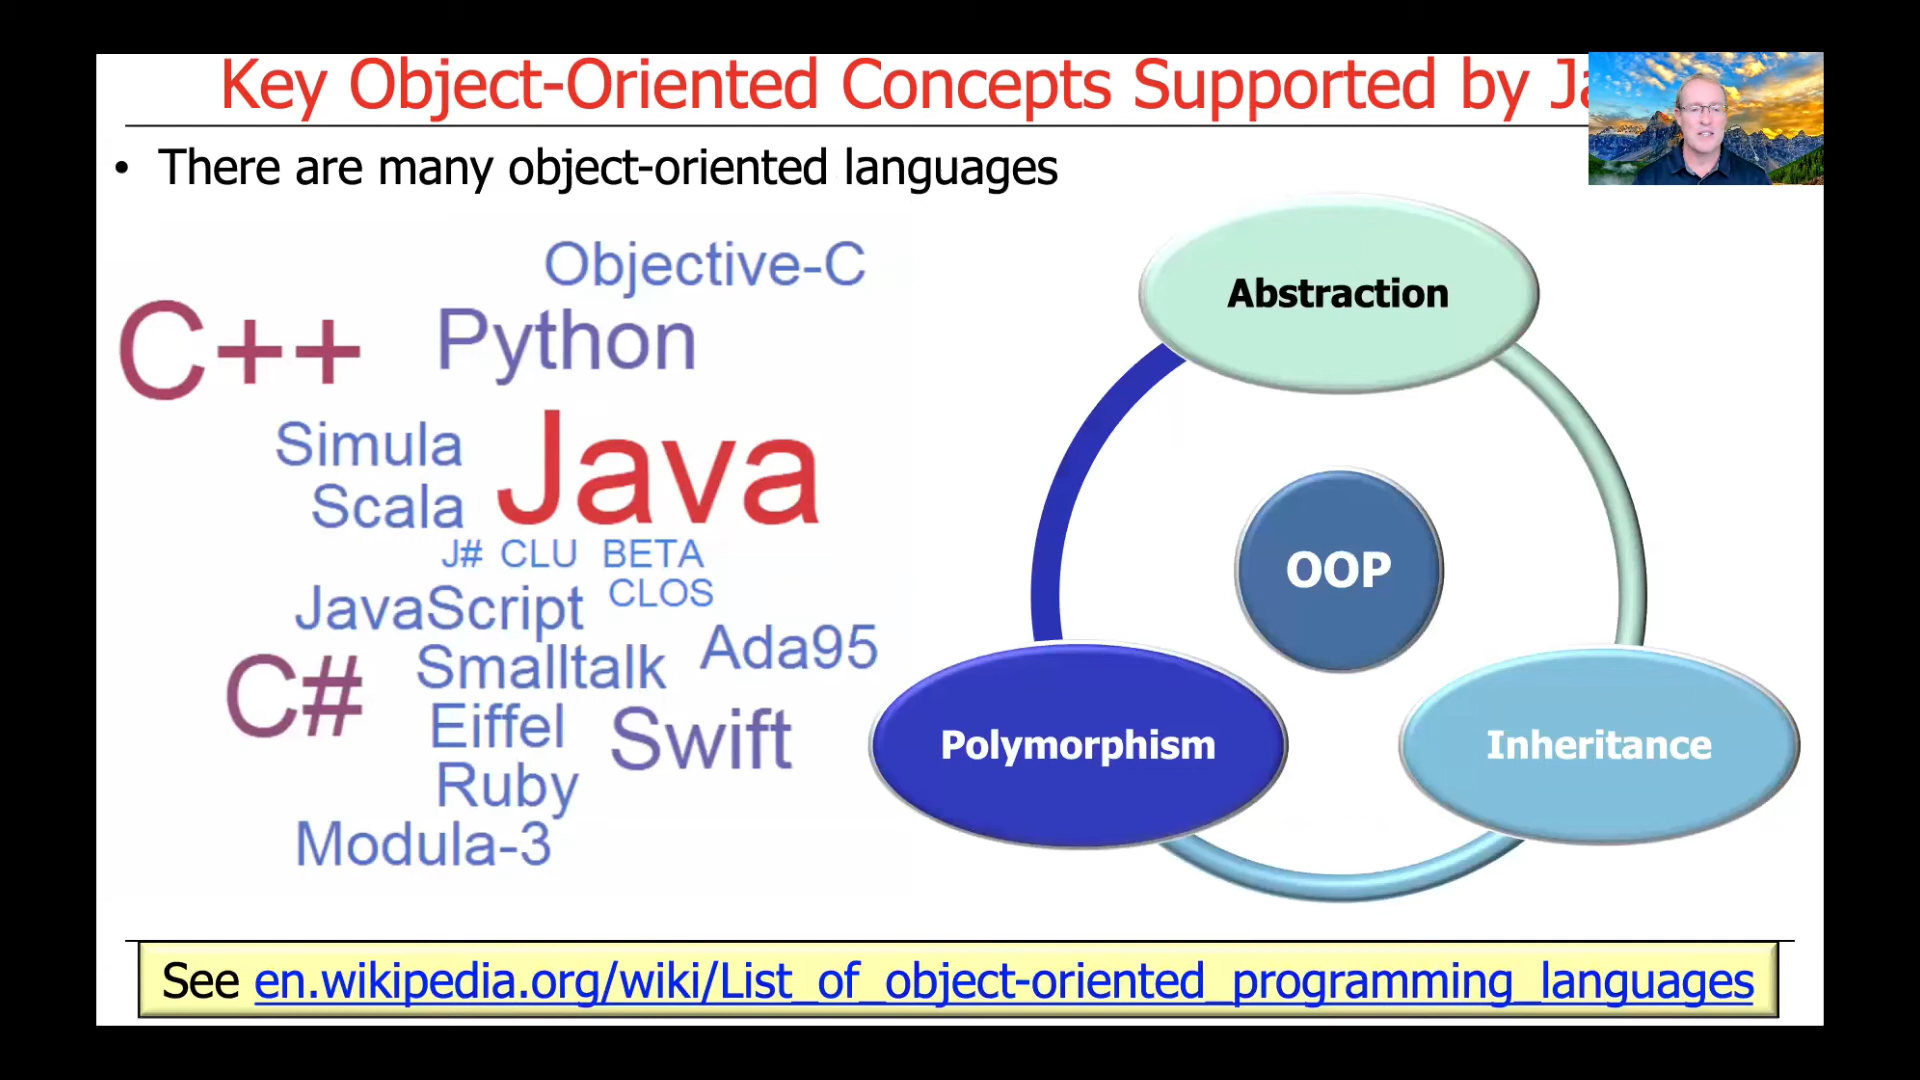 Key Object-Oriented Concepts Supported by
• There are many object-oriented languages
Objective-C
C++
Python
Simula
Java
Scala
J# CLU BETA
CLOS
JavaScript
Ada95
Smalltalk
C#
Eiffel
Swift
Ruby
Modula-3
Abstraction
OOP
Polymorphism
Inheritance
See en.wikipedia.org/wiki/List_of_object-oriented_programming_languages